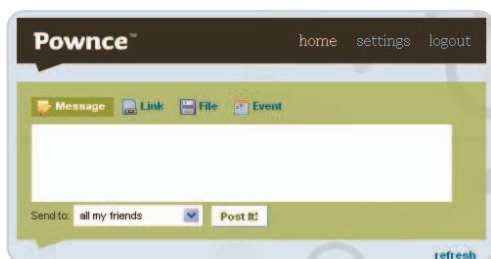 Pownce™ home settings logout
Message Link File Event
Send to: all my friends Post It!
refresh